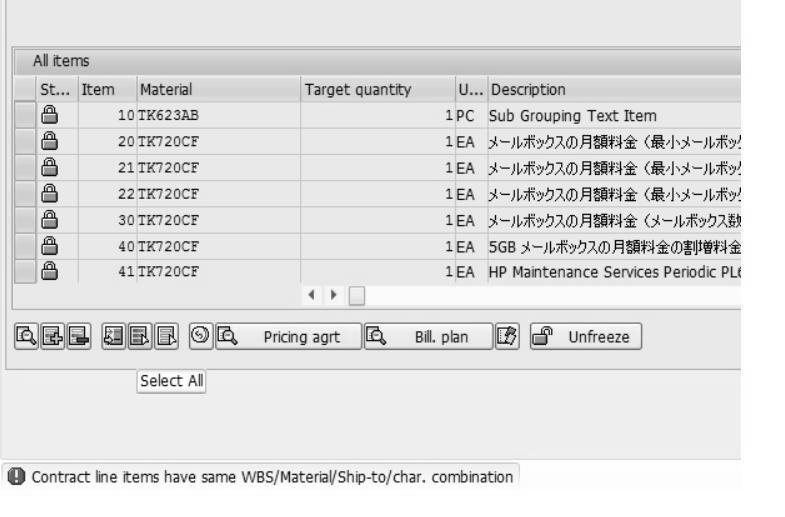 All items
St... Item Material Target quantity U... Description
10 TK623AB 1 PC Sub Grouping Text Item
20 TK720CF 1 EA メールボックスの月額料金（最小メールボッ
21 TK720CF 1 EA メールボックスの月額料金（最小メールボッ
22 TK720CF 1 EA メールボックスの月額料金（最小メールボッ
30 TK720CF 1 EA メールボックスの月額料金（メールボックス数
40 TK720CF 1 EA 5GB メールボックスの月額料金の割増料金
41 TK720CF 1 EA HP Maintenance Services Periodic PL6
Pricing agrt Bill. plan Unfreeze
Select All
Contract line items have same WBS/Material/Ship-to/char. combination